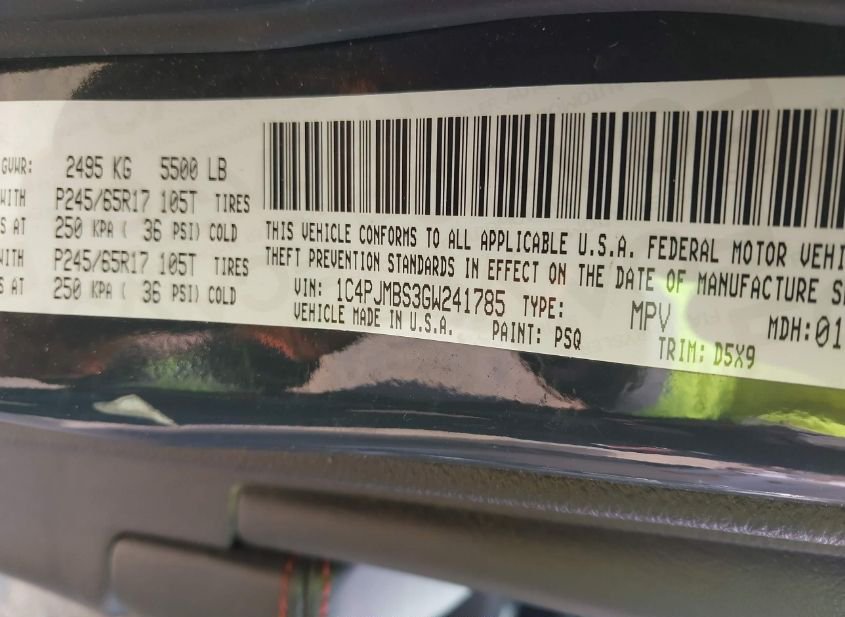 GVWR: 2495 KG 5500 LB
WITH P245/65R17 105T TIRES
S AT 250 KPA ( 36 PSI) COLD
WITH P245/65R17 105T TIRES
S AT 250 KPA ( 36 PSI) COLD
THIS VEHICLE CONFORMS TO ALL APPLICABLE U.S.A. FEDERAL MOTOR VEHI
THEFT PREVENTION STANDARDS IN EFFECT ON THE DATE OF MANUFACTURE S
VIN: 1C4PJMBS3GW241785 TYPE: MPV MDH:01
VEHICLE MADE IN U.S.A. PAINT: PSQ TRIM: D5X9